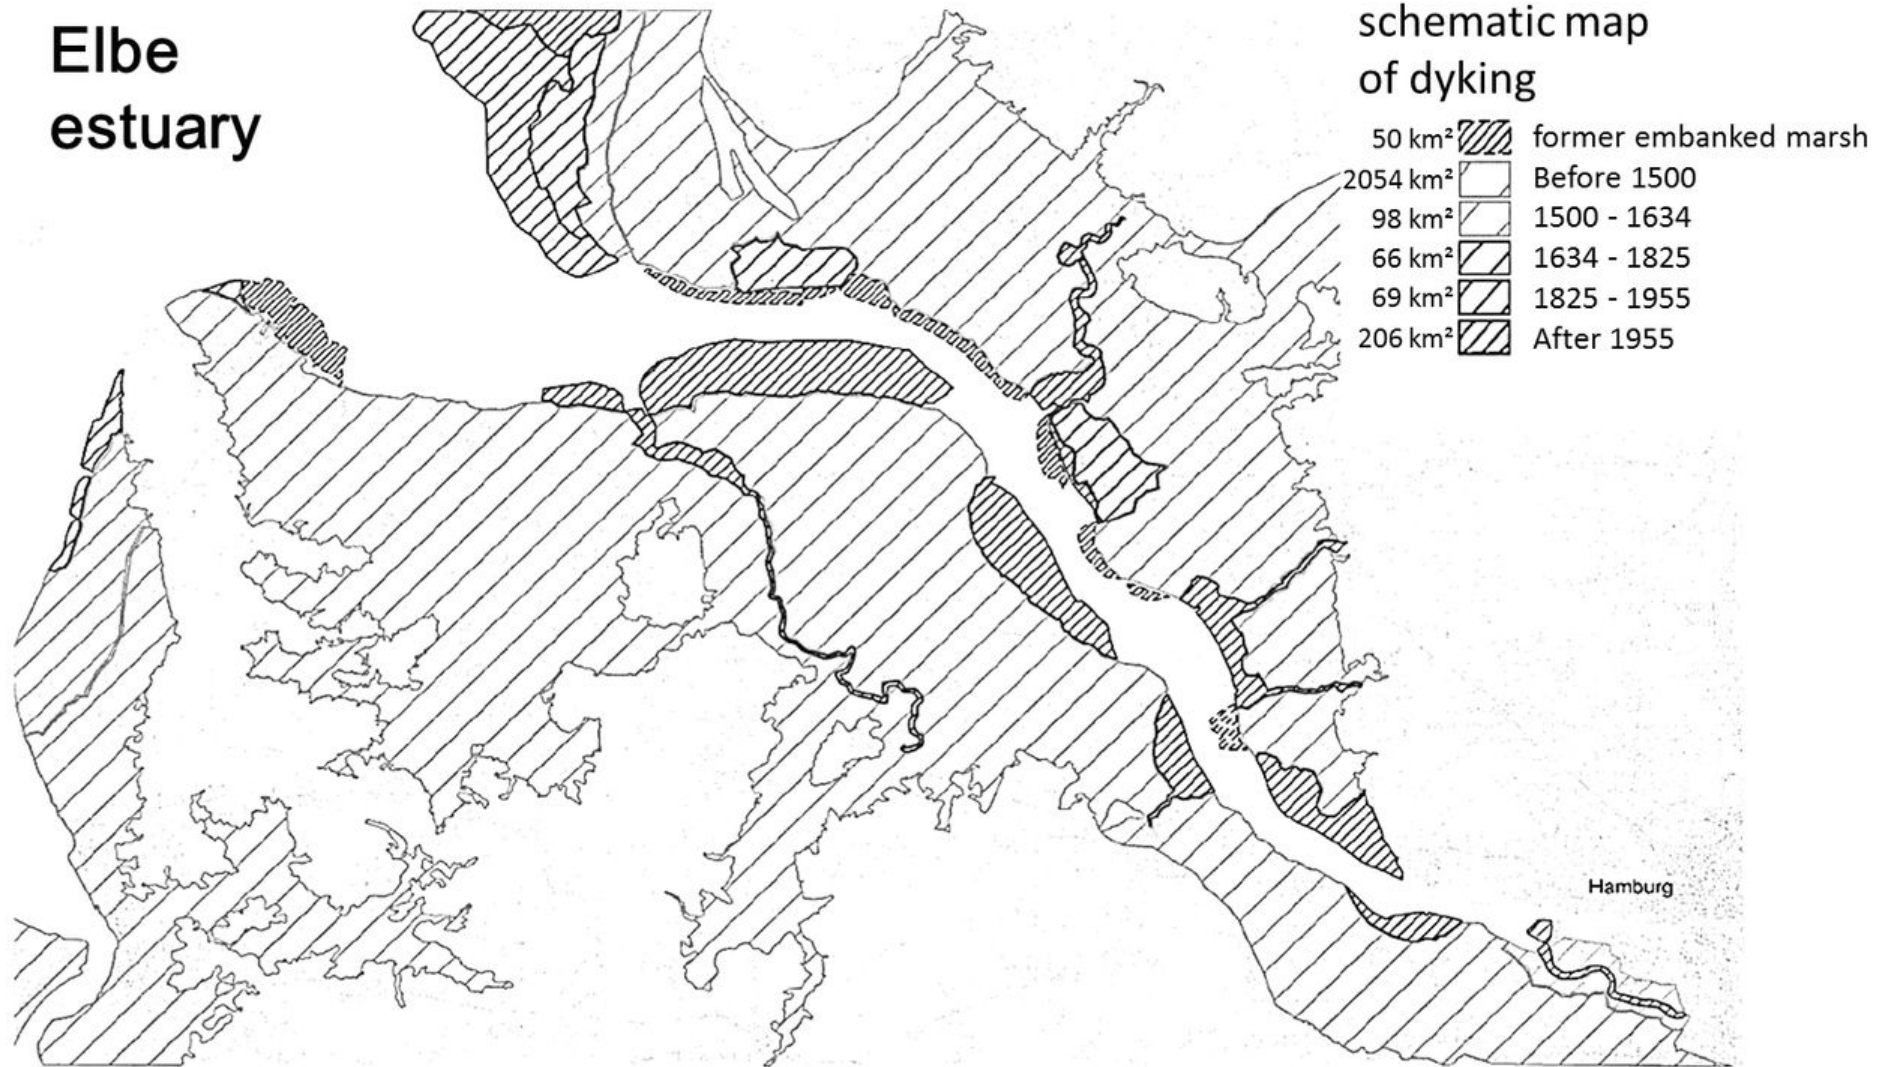 Elbe
estuary
schematic map
of dyking
50 km² former embanked marsh
2054 km² Before 1500
98 km² 1500 - 1634
66 km² 1634 - 1825
69 km² 1825 - 1955
206 km² After 1955
Hamburg